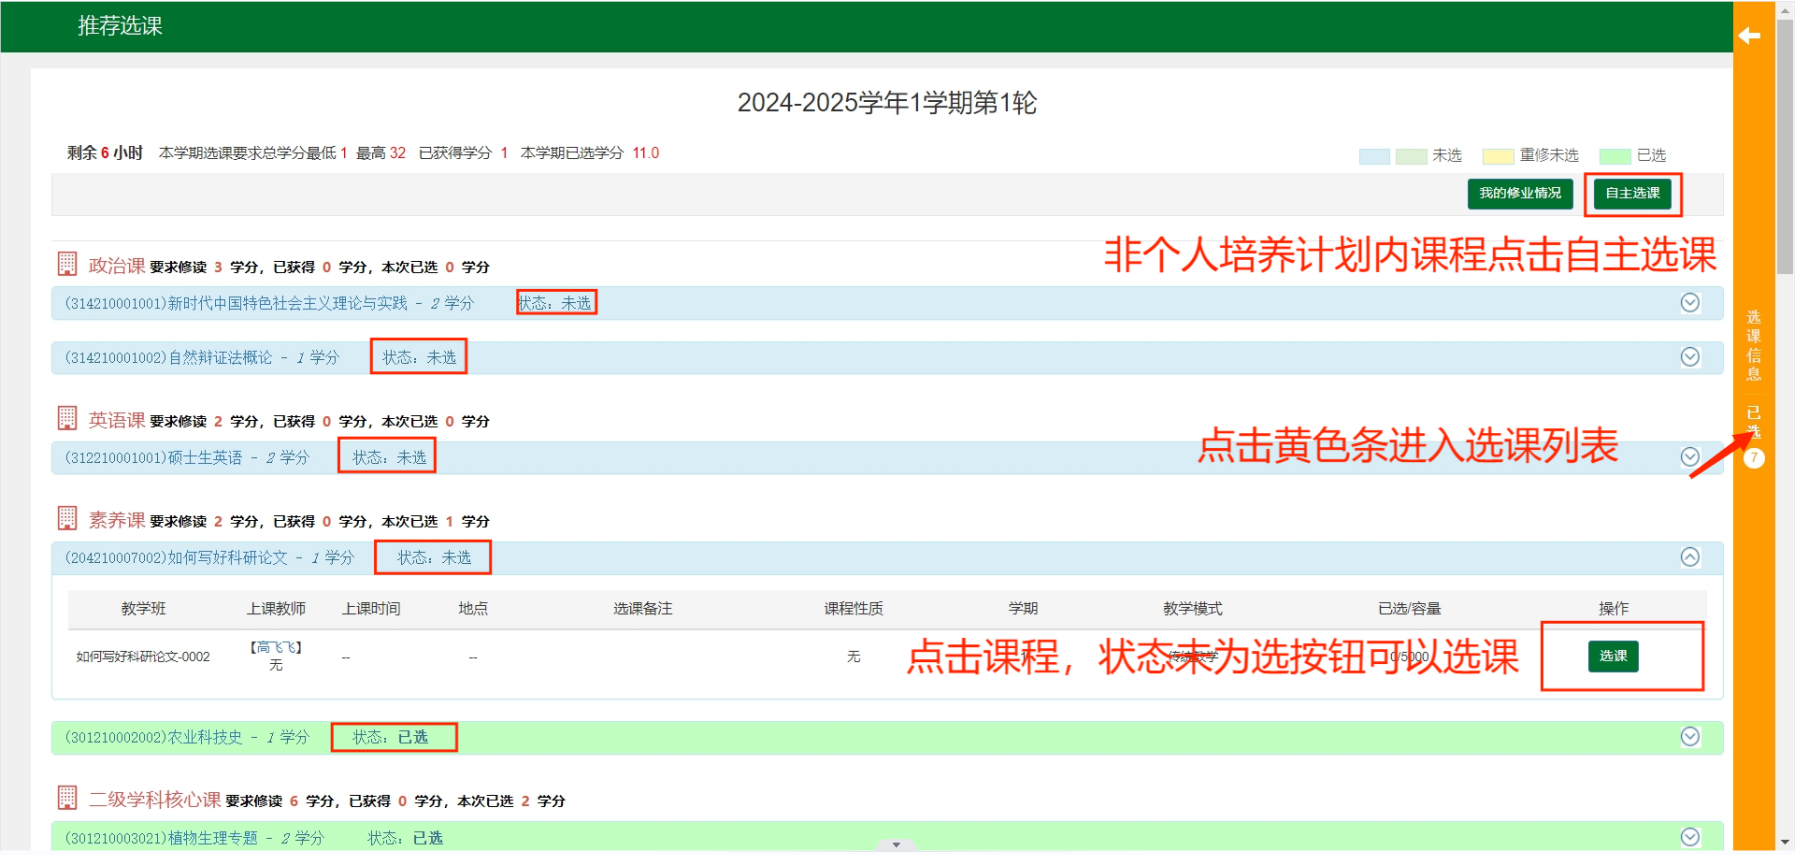 推荐选课
2024-2025学年1学期第1轮
剩余 6 小时 本学期选课要求总学分最低 1 最高 32 已获得学分 1 本学期已选学分 11.0
未选 重修未选 已选
我的修业情况 自主选课
非个人培养计划内课程点击自主选课
政治课 要求修读 3 学分，已获得 0 学分，本次已选 0 学分
(314210001001)新时代中国特色社会主义理论与实践 - 2 学分 状态：未选
(314210001002)自然辩证法概论 - 1 学分 状态：未选
选课信息 已选 7
英语课 要求修读 2 学分，已获得 0 学分，本次已选 0 学分
点击黄色条进入选课列表
(312210001001)硕士生英语 - 2 学分 状态：未选
素养课 要求修读 2 学分，已获得 0 学分，本次已选 1 学分
(204210007002)如何写好科研论文 - 1 学分 状态：未选
教学班 上课教师 上课时间 地点 选课备注 课程性质 学期 教学模式 已选/容量 操作
如何写好科研论文-0002 【高飞飞】 无 -- -- 无 传统教学 0/5000 选课
点击课程，状态未为选按钮可以选课
(301210002002)农业科技史 - 1 学分 状态：已选
二级学科核心课 要求修读 6 学分，已获得 0 学分，本次已选 2 学分
(301210003021)植物生理专题 - 2 学分 状态：已选